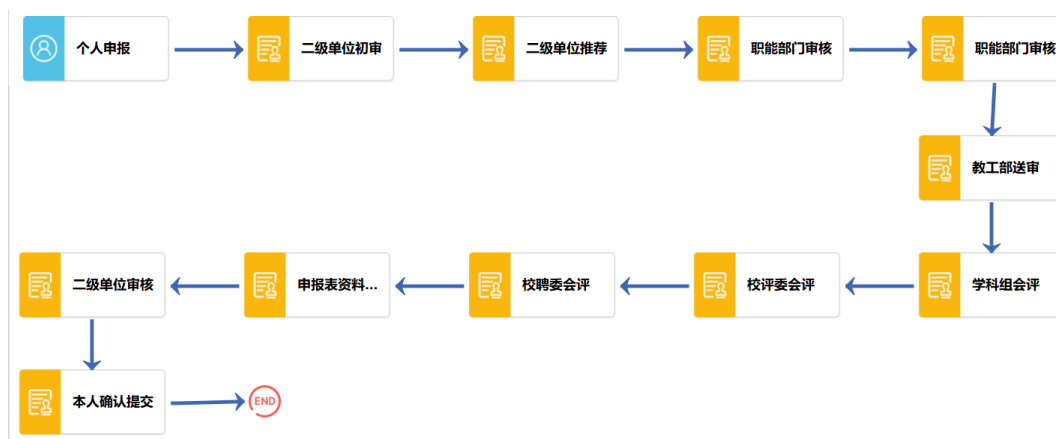 个人申报
二级单位初审
二级单位推荐
职能部门审核
职能部门审核
教工部送审
学科组会评
校评委会评
校聘委会评
申报表资料...
二级单位审核
本人确认提交
END